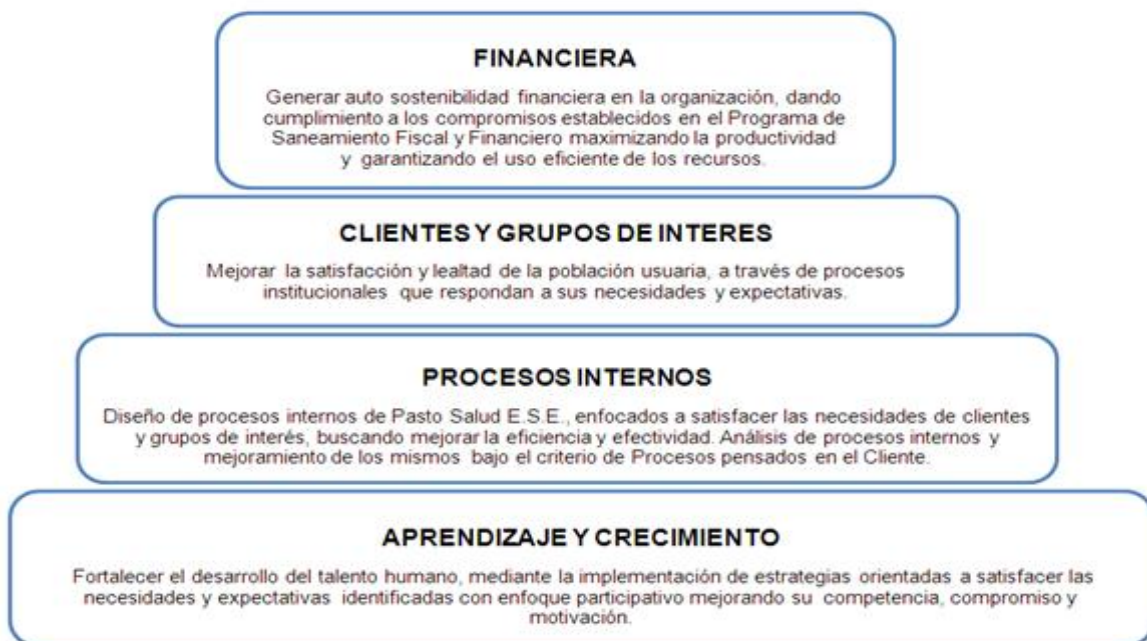 FINANCIERA
Generar auto sostenibilidad financiera en la organización, dando
cumplimiento a los compromisos establecidos en el Programa de
Saneamiento Fiscal y Financiero maximizando la productividad
y garantizando el uso eficiente de los recursos.
CLIENTES Y GRUPOS DE INTERES
Mejorar la satisfacción y lealtad de la población usuaria, a través de procesos
institucionales que respondan a sus necesidades y expectativas.
PROCESOS INTERNOS
Diseño de procesos internos de Pasto Salud E.S.E., enfocados a satisfacer las necesidades de clientes
y grupos de interés, buscando mejorar la eficiencia y efectividad. Análisis de procesos internos y
mejoramiento de los mismos bajo el criterio de Procesos pensados en el Cliente.
APRENDIZAJE Y CRECIMIENTO
Fortalecer el desarrollo del talento humano, mediante la implementación de estrategias orientadas a satisfacer las
necesidades y expectativas identificadas con enfoque participativo mejorando su competencia, compromiso y
motivación.